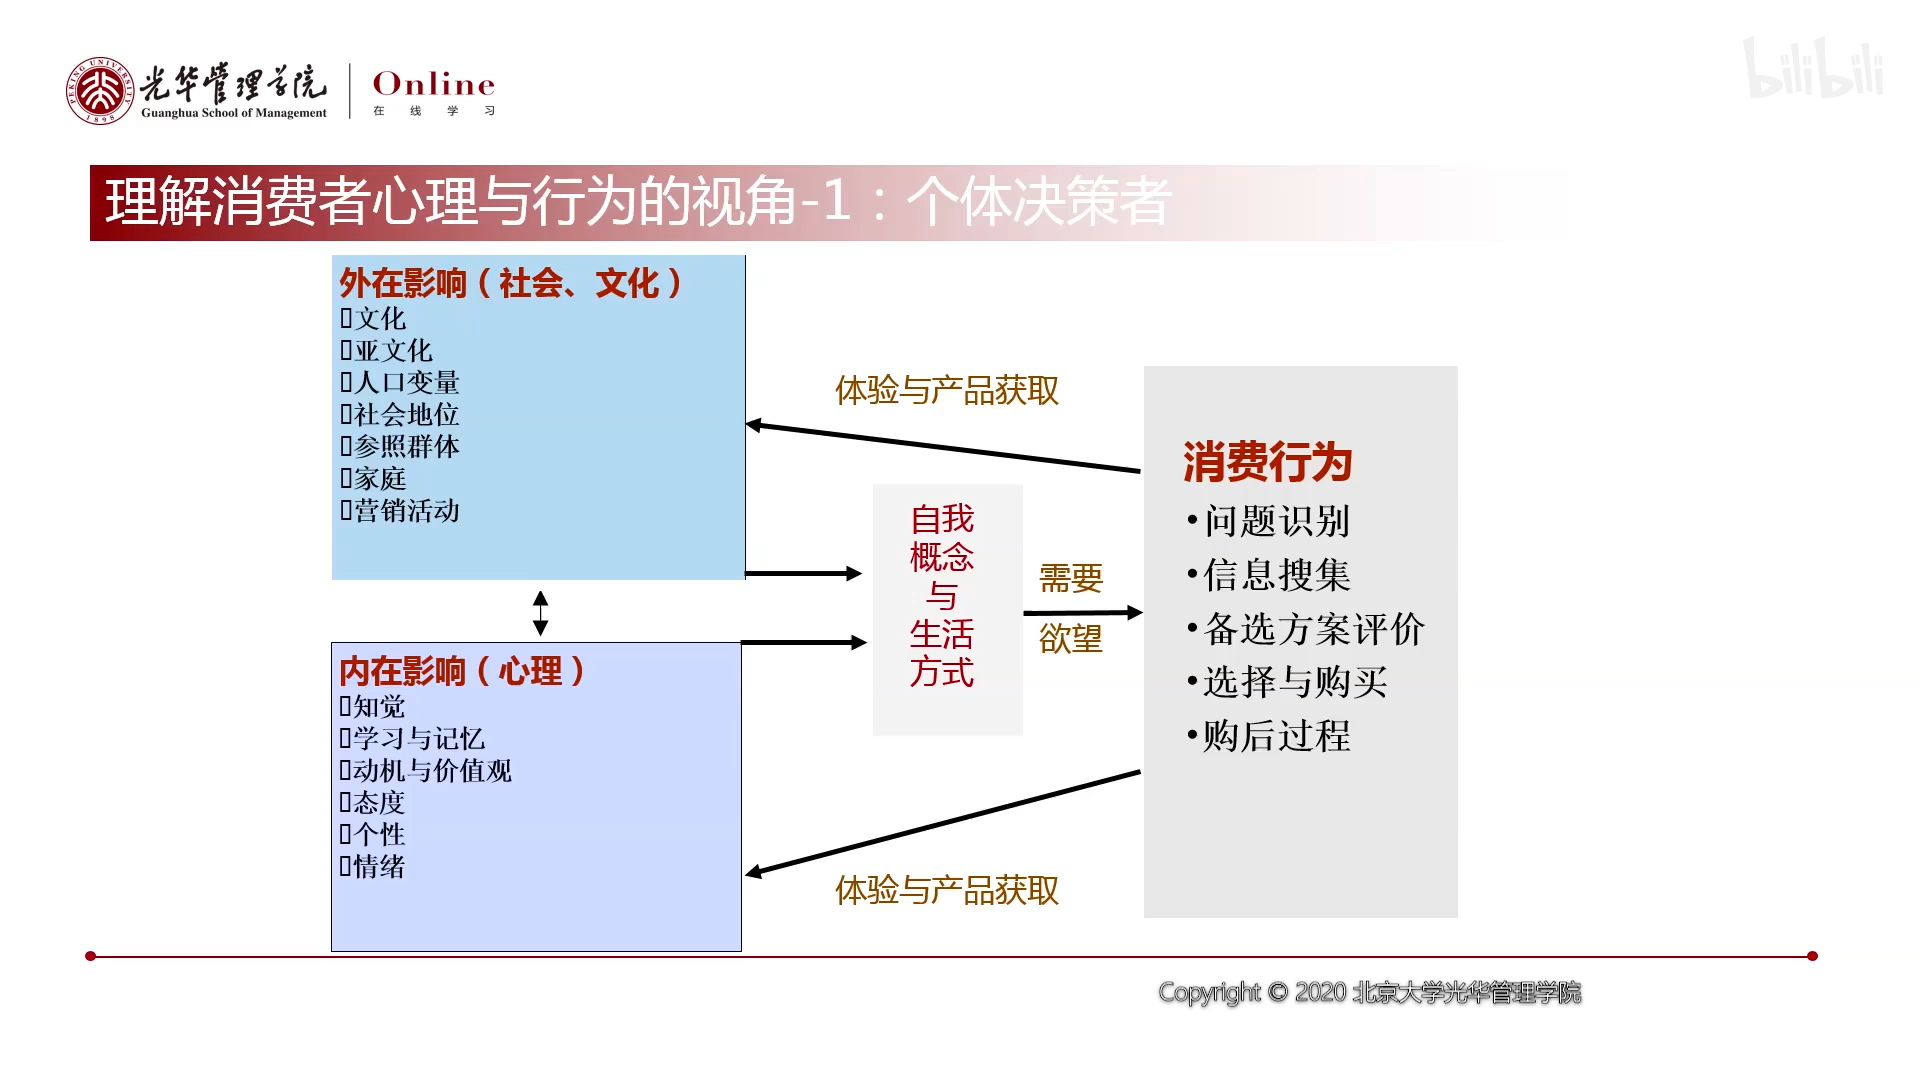 PEKING UNIVERSITY
1898
光华管理学院
Guanghua School of Management
Online
在线学习
bilibili
理解消费者心理与行为的视角-1：个体决策者
外在影响（社会、文化）
文化
亚文化
人口变量
社会地位
参照群体
家庭
营销活动
内在影响（心理）
知觉
学习与记忆
动机与价值观
态度
个性
情绪
体验与产品获取
自我
概念
与
生活
方式
需要
欲望
体验与产品获取
消费行为
•问题识别
•信息搜集
•备选方案评价
•选择与购买
•购后过程
Copyright © 2020 北京大学光华管理学院